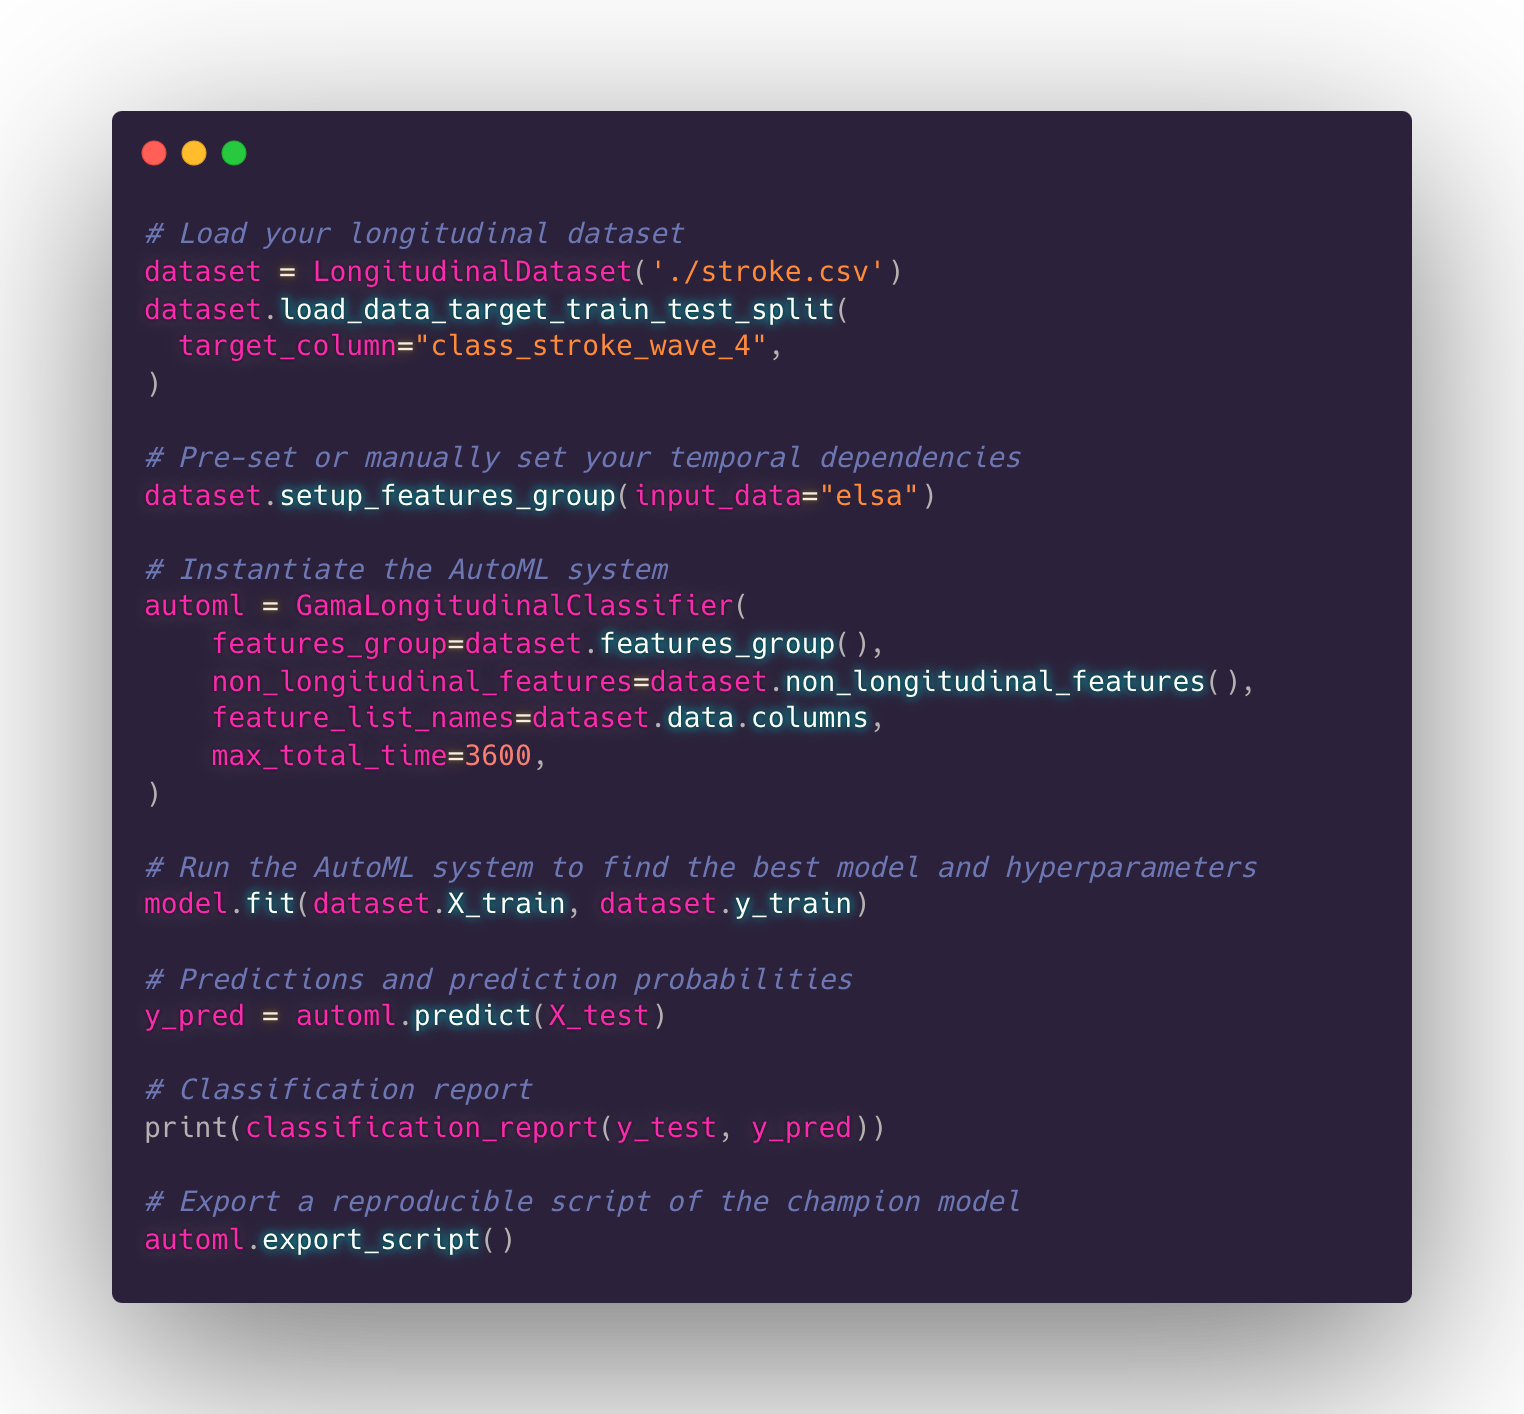 # Load your longitudinal dataset
dataset = LongitudinalDataset('./stroke.csv')
dataset.load_data_target_train_test_split(
  target_column="class_stroke_wave_4",
)

# Pre-set or manually set your temporal dependencies
dataset.setup_features_group(input_data="elsa")

# Instantiate the AutoML system
automl = GamaLongitudinalClassifier(
    features_group=dataset.features_group(),
    non_longitudinal_features=dataset.non_longitudinal_features(),
    feature_list_names=dataset.data.columns,
    max_total_time=3600,
)

# Run the AutoML system to find the best model and hyperparameters
model.fit(dataset.X_train, dataset.y_train)

# Predictions and prediction probabilities
y_pred = automl.predict(X_test)

# Classification report
print(classification_report(y_test, y_pred))

# Export a reproducible script of the champion model
automl.export_script()